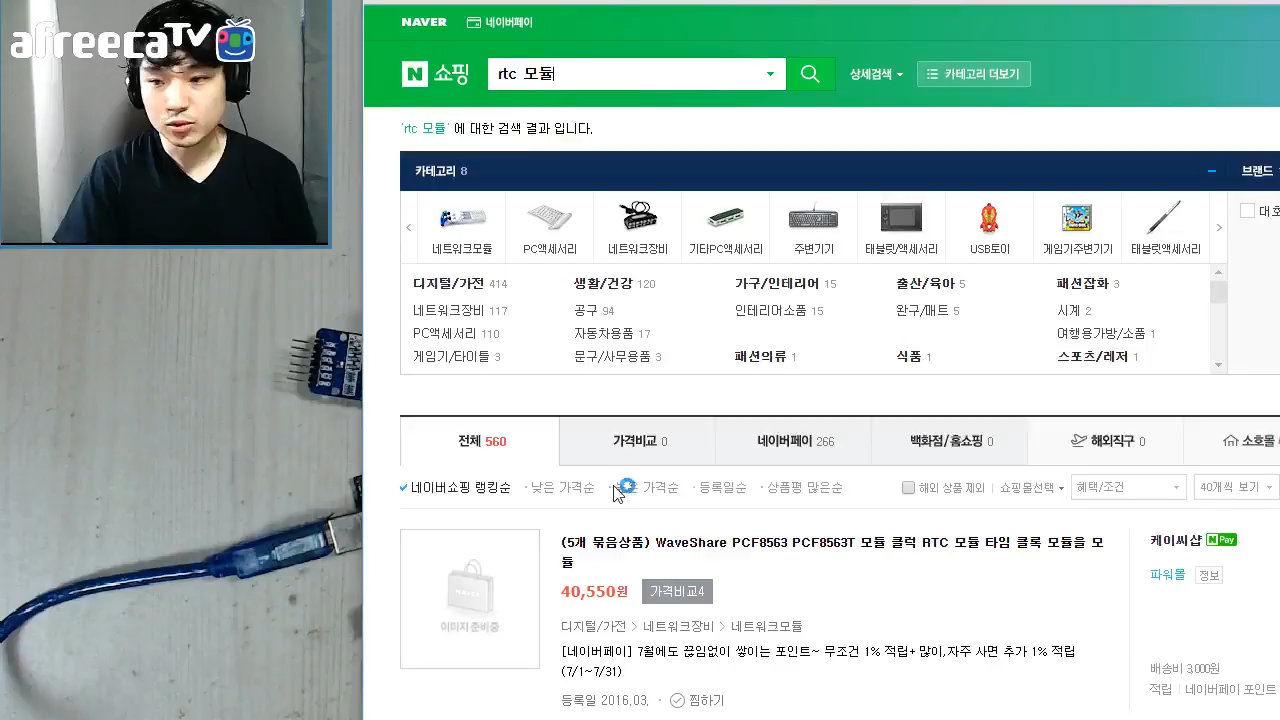 afreecaTV
NAVER 네이버페이
N 쇼핑 rtc 모듈 상세검색 카테고리 더보기
'rtc 모듈' 에 대한 검색 결과 입니다.
카테고리 8 브랜드
네트워크모듈 PC액세서리 네트워크장비 기타PC액세서리 주변기기 태블릿/액세서리 USB토이 게임기주변기기 태블릿액세서리
디지털/가전 414 생활/건강 120 가구/인테리어 15 출산/육아 5 패션잡화 3
네트워크장비 117 공구 94 인테리어소품 15 완구/매트 5 시계 2
PC액세서리 110 자동차용품 17 여행용가방/소품 1
게임기/타이틀 3 문구/사무용품 3 패션의류 1 식품 1 스포츠/레저 1
전체 560 가격비교 0 네이버페이 266 백화점/홈쇼핑 0 해외직구 0 소호몰
네이버쇼핑 랭킹순 · 낮은 가격순 · 가격순 · 등록일순 · 상품평 많은순 해외 상품 제외 쇼핑몰선택 혜택/조건 40개씩 보기
(5개 묶음상품) WaveShare PCF8563 PCF8563T 모듈 클럭 RTC 모듈 타임 클록 모듈을 모
듈
40,550원 가격비교4
디지털/가전 > 네트워크장비 > 네트워크모듈
[네이버페이] 7월에도 끊임없이 쌓이는 포인트~ 무조건 1% 적립+ 많이,자주 사면 추가 1% 적립
(7/1~7/31)
등록일 2016.03. · 찜하기
이미지 준비중
케이씨샵 N Pay
파워몰 정보
배송비 3,000원
적립 네이버페이 포인트